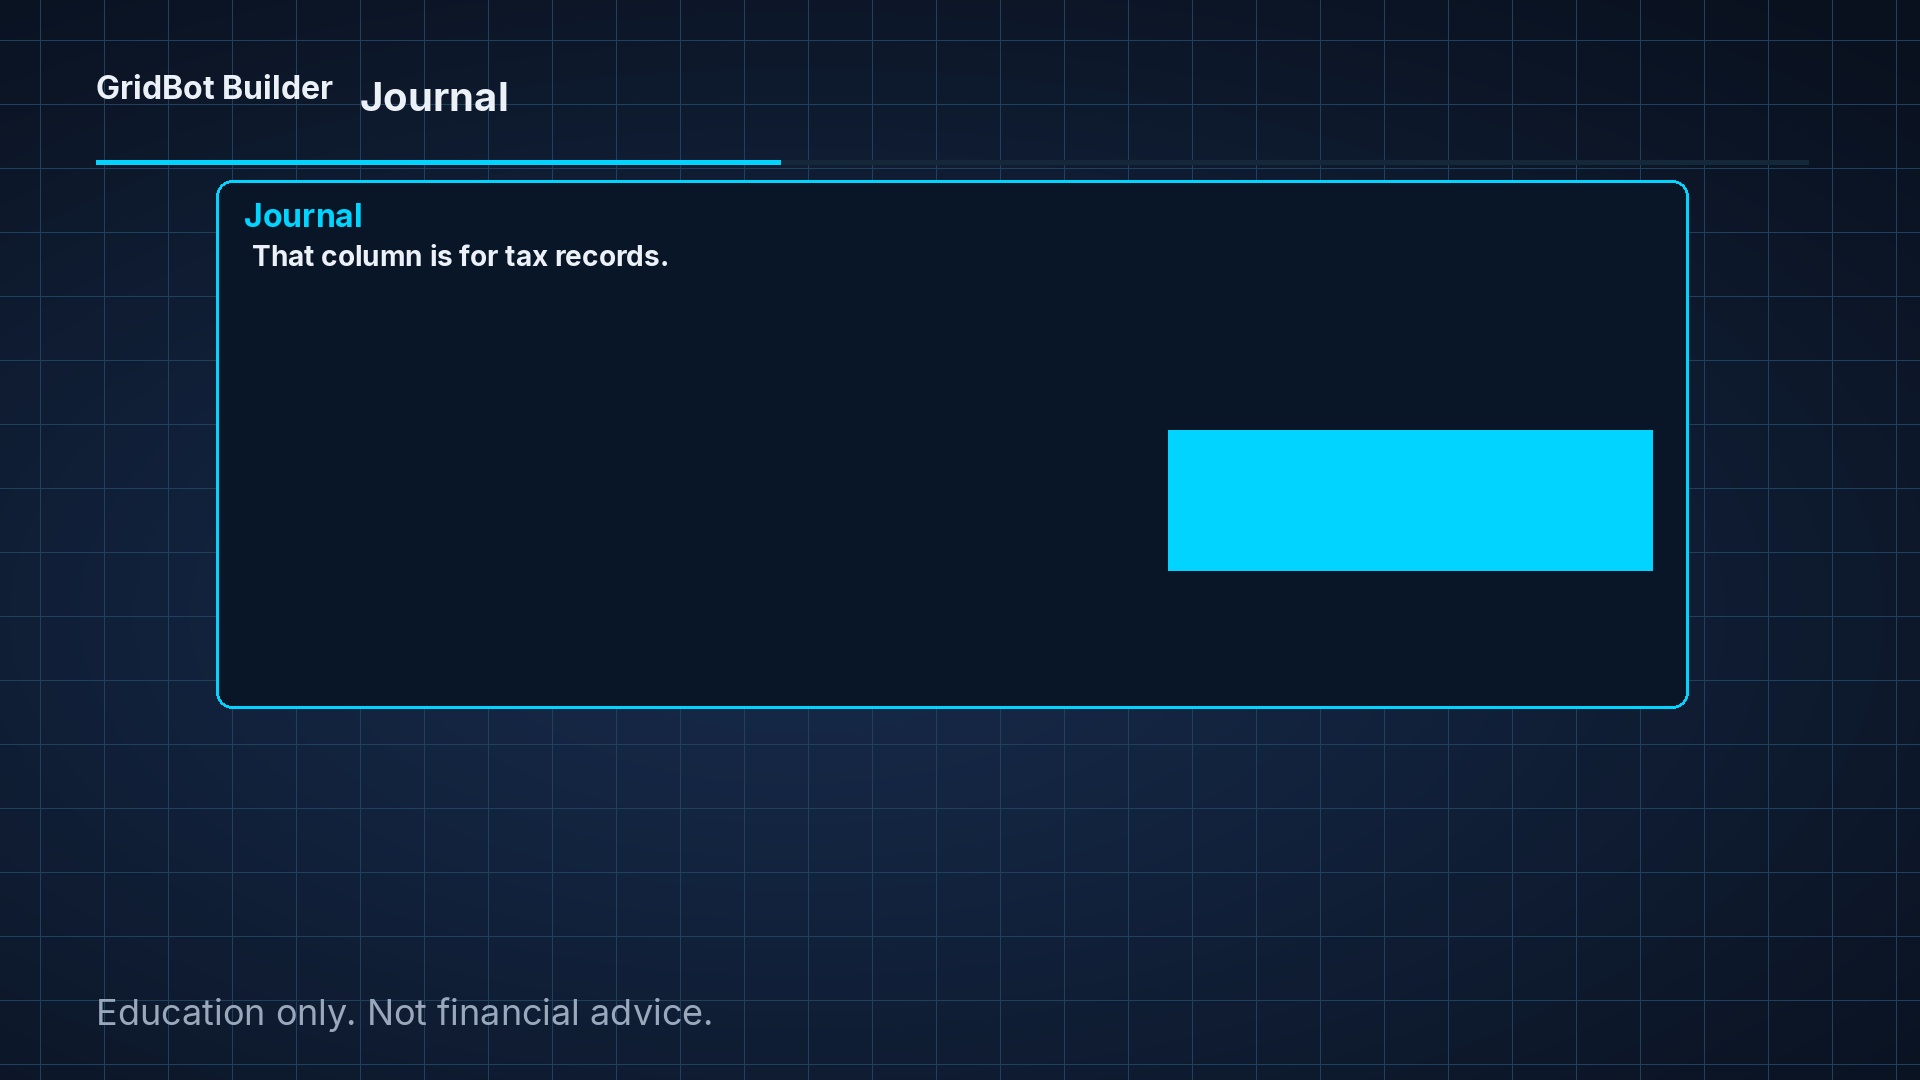 GridBot Builder
Journal
Journal
That column is for tax records.
Education only. Not financial advice.